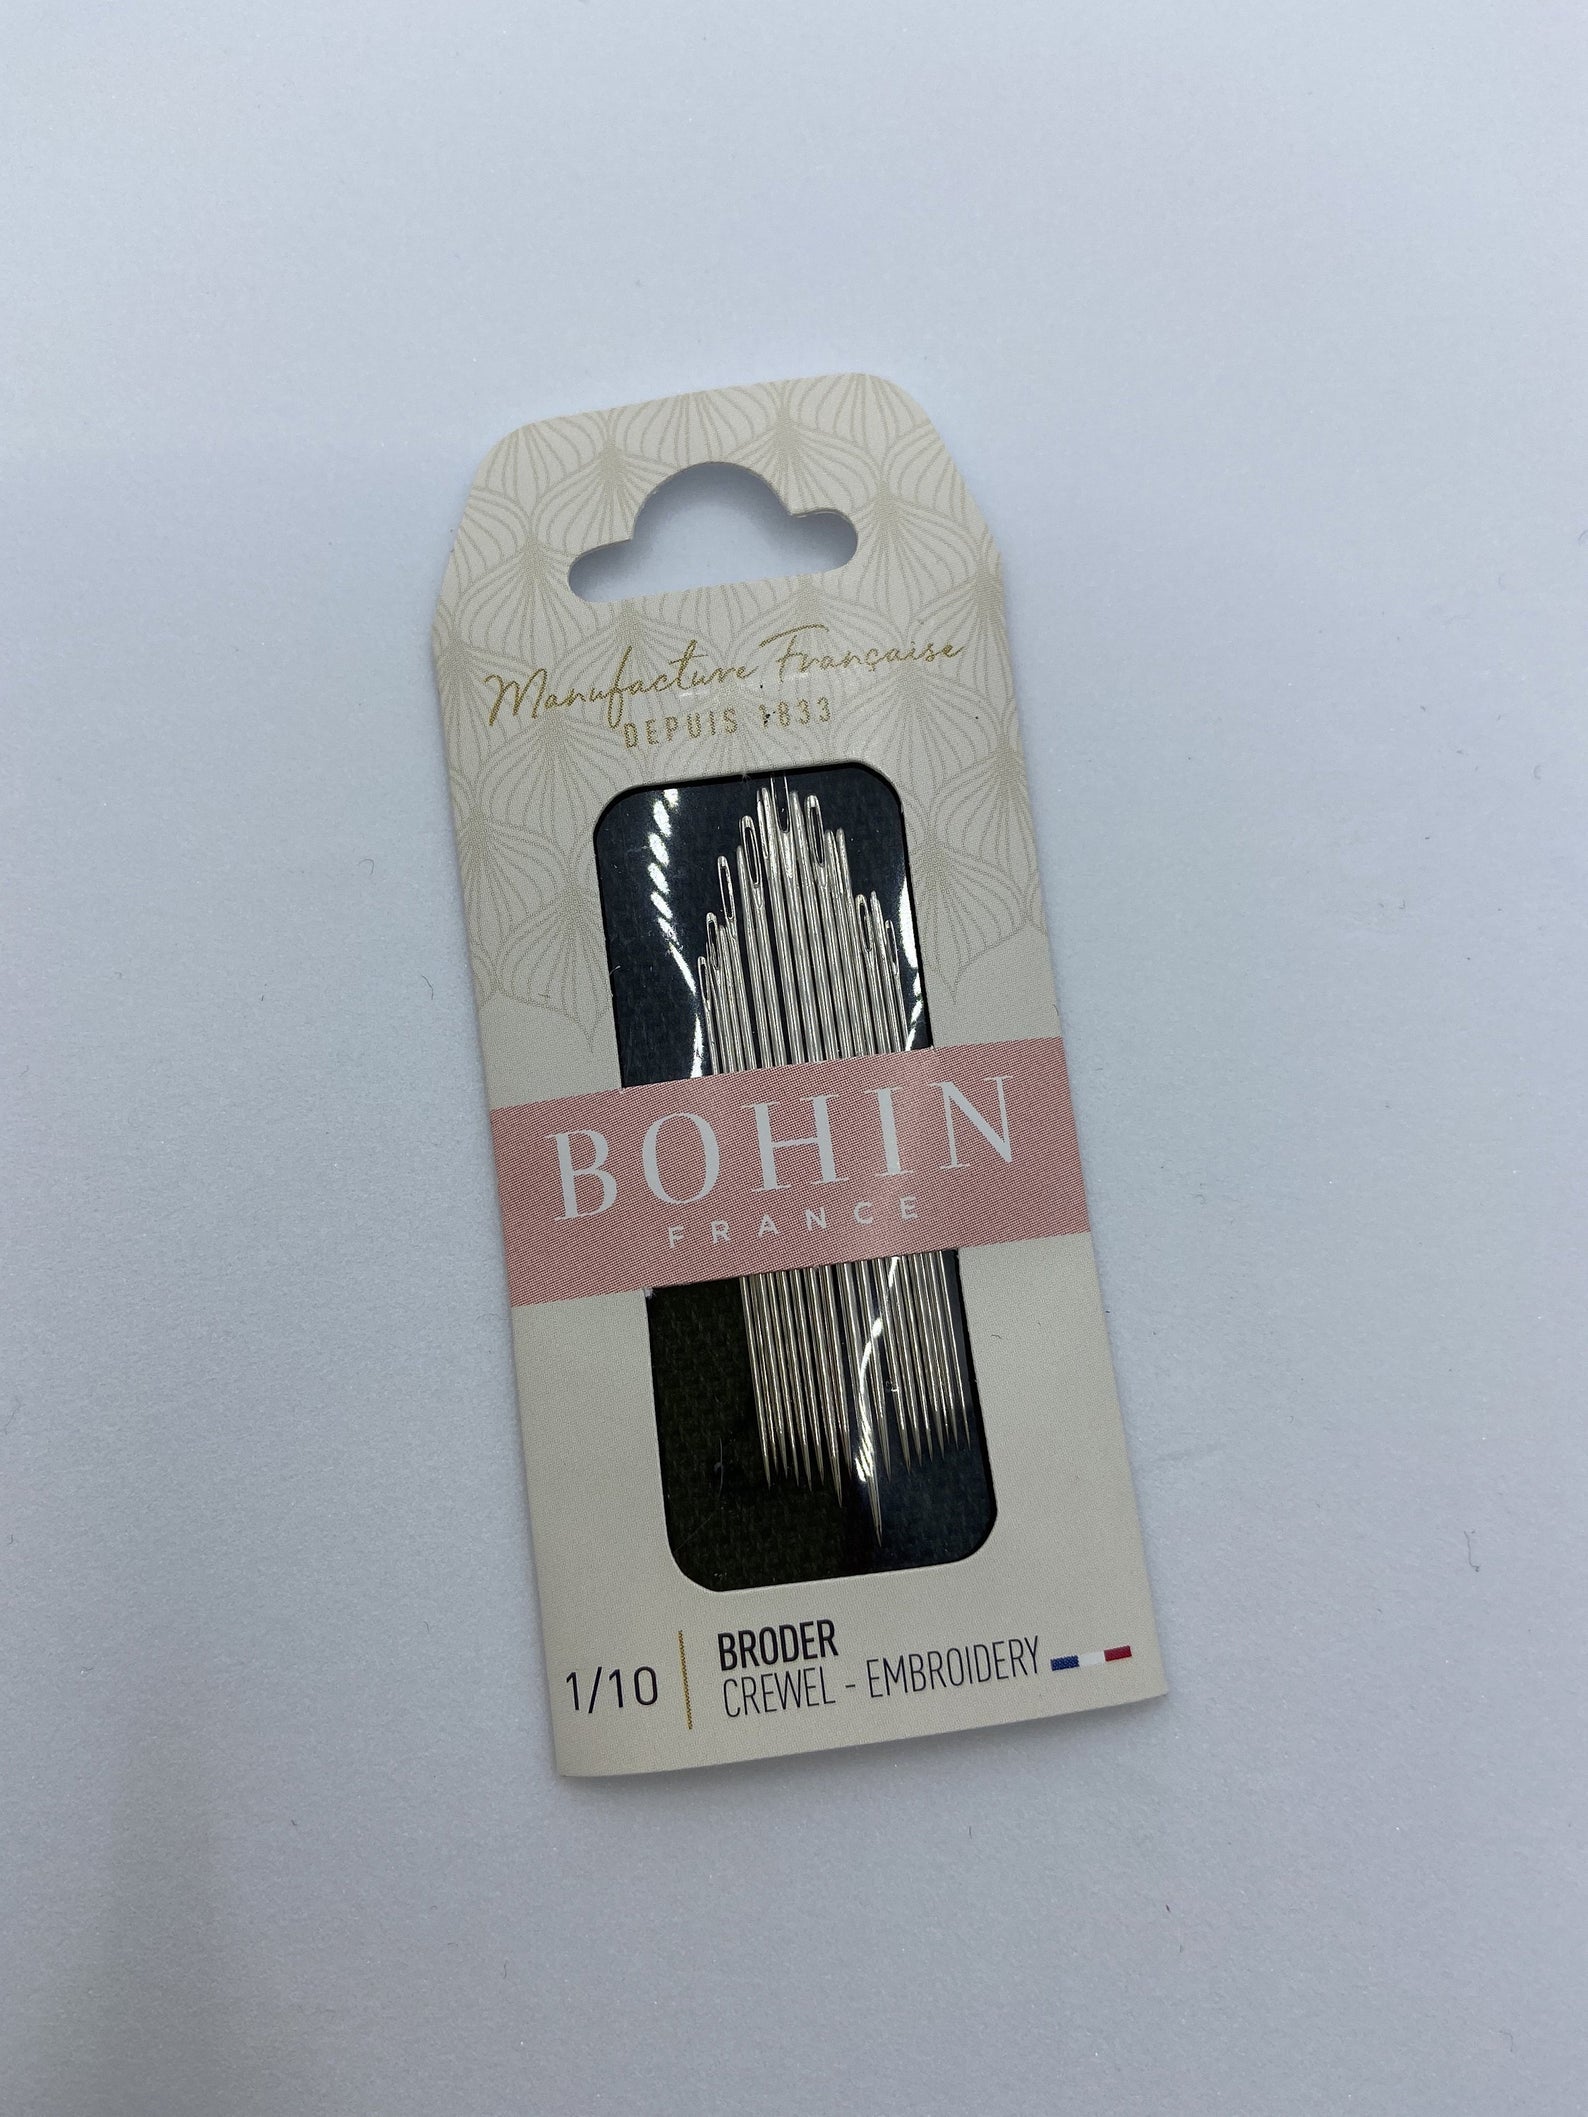 Manufacture Française
DEPUIS 1833
BOHIN
FRANCE
1/10
BRODER
CREWEL - EMBROIDERY